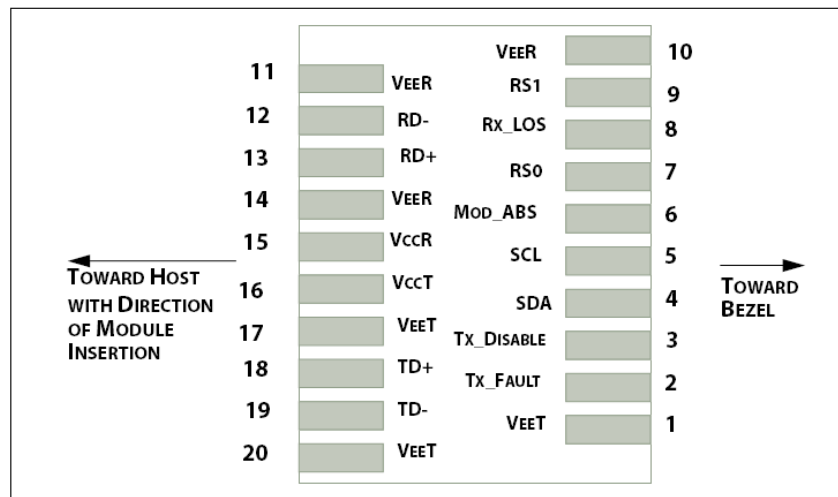 VEER 10
11 VEER
RS1 9
12 RD-
RX_LOS 8
13 RD+
RS0 7
14 VEER
MOD_ABS 6
15 VCCR
SCL 5
16 VCCT
SDA 4
17 VEET
TX_DISABLE 3
18 TD+
TX_FAULT 2
19 TD-
VEET 1
20 VEET
TOWARD HOST
WITH DIRECTION
OF MODULE
INSERTION
TOWARD
BEZEL